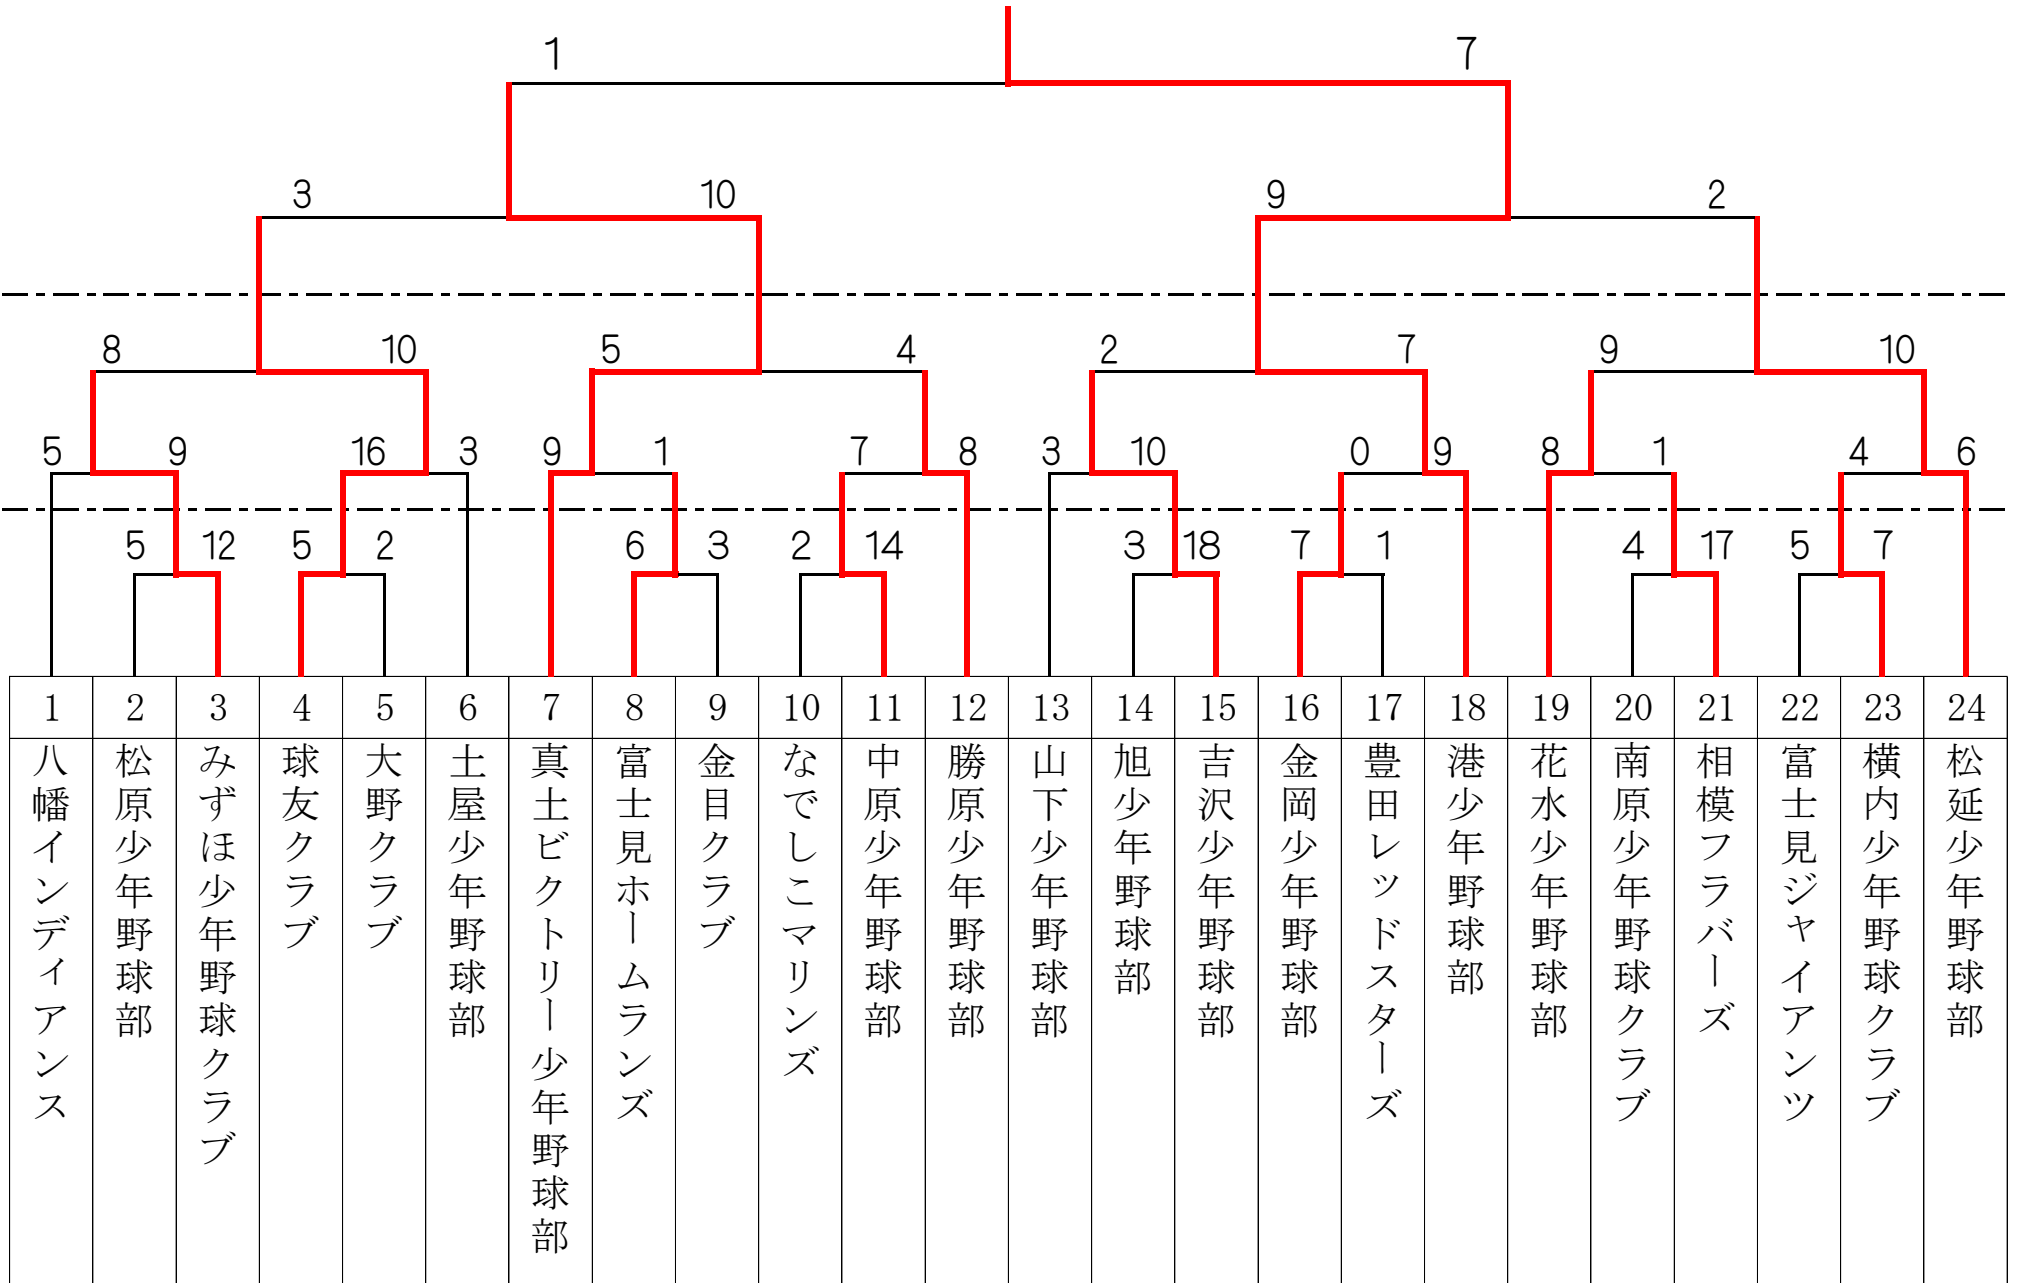 1 7
3 10 9 2
8 10 5 4 2 7 9 10
5 9 16 3 9 1 7 8 3 10 0 9 8 1 4 6
5 12 5 2 6 3 2 14 3 18 7 1 4 17 5 7
1 2 3 4 5 6 7 8 9 10 11 12 13 14 15 16 17 18 19 20 21 22 23 24
八幡インディアンス
松原少年野球部
みずほ少年野球クラブ
球友クラブ
大野クラブ
土屋少年野球部
真土ビクトリー少年野球部
富士見ホームランズ
金目クラブ
なでしこマリンズ
中原少年野球部
勝原少年野球部
山下少年野球部
旭少年野球部
吉沢少年野球部
金岡少年野球部
豊田レッドスターズ
港少年野球部
花水少年野球部
南原少年野球クラブ
相模フラバーズ
富士見ジャイアンツ
横内少年野球クラブ
松延少年野球部